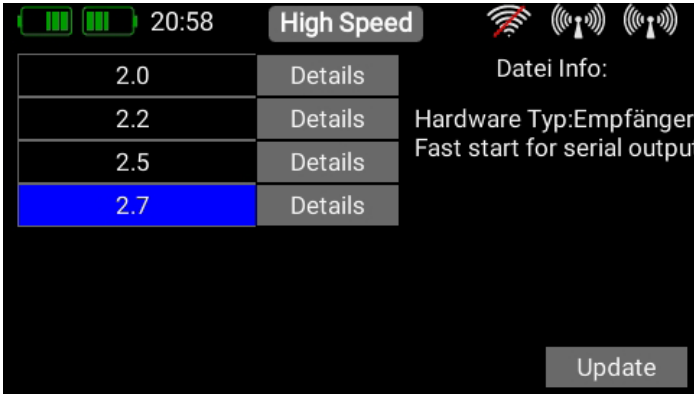 20:58 High Speed
Datei Info:
2.0 Details
2.2 Details
2.5 Details
2.7 Details
Hardware Typ:Empfänger
Fast start for serial output
Update